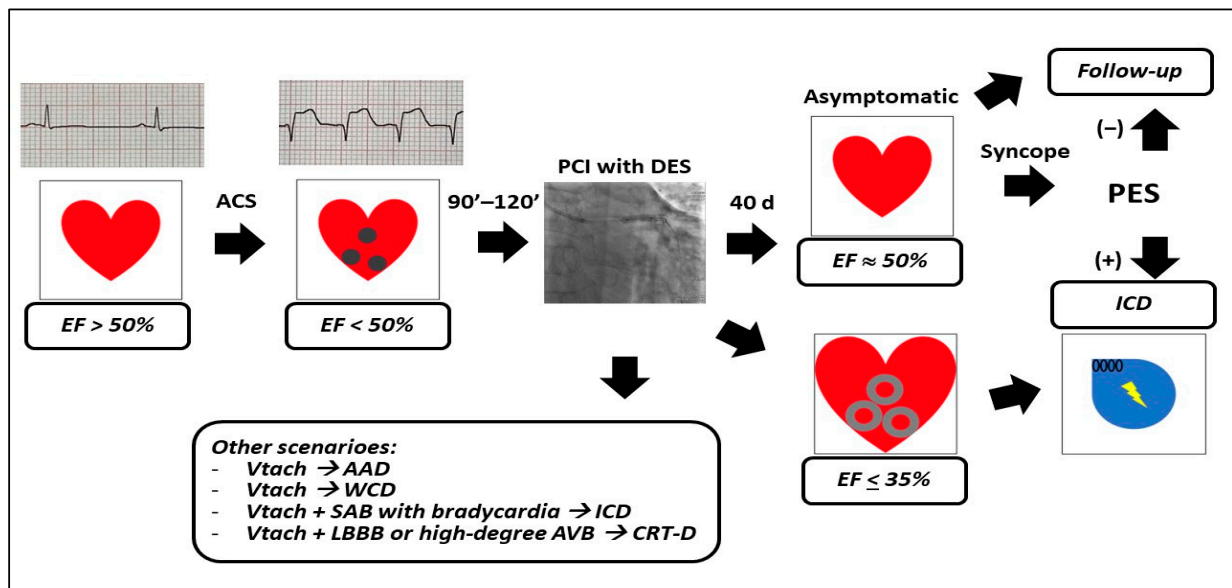 ACS
EF > 50%
EF < 50%
90’–120’
PCI with DES
40 d
Asymptomatic
EF ≈ 50%
Syncope
Follow-up
(–)
PES
(+)
ICD
EF ≤ 35%
Other scenarioes:
- Vtach → AAD
- Vtach → WCD
- Vtach + SAB with bradycardia → ICD
- Vtach + LBBB or high-degree AVB → CRT-D